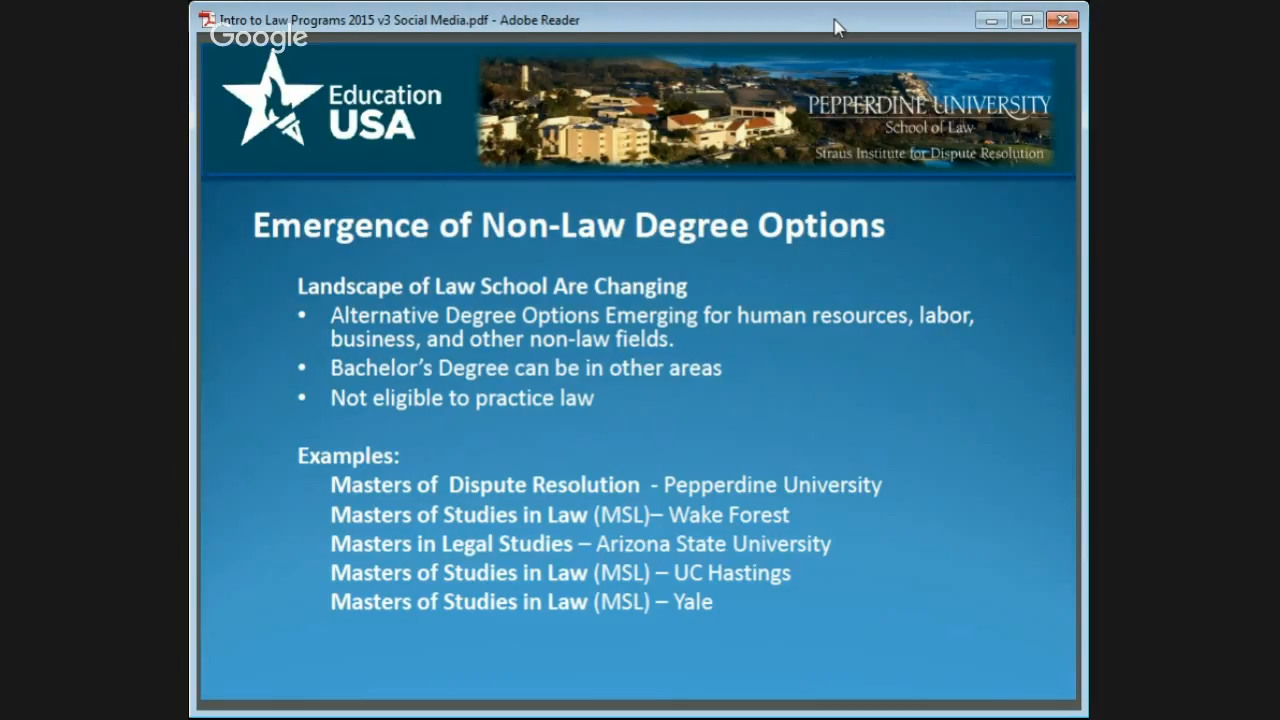 Intro to Law Programs 2015 v3 Social Media.pdf - Adobe Reader
Google
Education
USA
PEPPERDINE UNIVERSITY
School of Law
Straus Institute for Dispute Resolution
Emergence of Non-Law Degree Options
Landscape of Law School Are Changing
• Alternative Degree Options Emerging for human resources, labor,
business, and other non-law fields.
• Bachelor’s Degree can be in other areas
• Not eligible to practice law
Examples:
Masters of Dispute Resolution - Pepperdine University
Masters of Studies in Law (MSL)– Wake Forest
Masters in Legal Studies – Arizona State University
Masters of Studies in Law (MSL) – UC Hastings
Masters of Studies in Law (MSL) – Yale